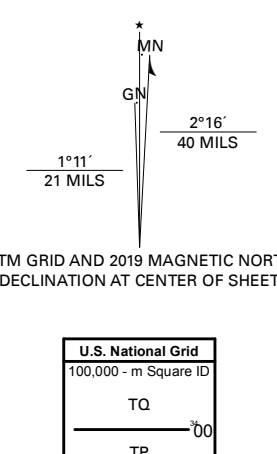 ★
MN
GN
2°16´
40 MILS
1°11´
21 MILS
TM GRID AND 2019 MAGNETIC NORT
DECLINATION AT CENTER OF SHEET
U.S. National Grid
100,000 - m Square ID
TQ
³⁴00
TP